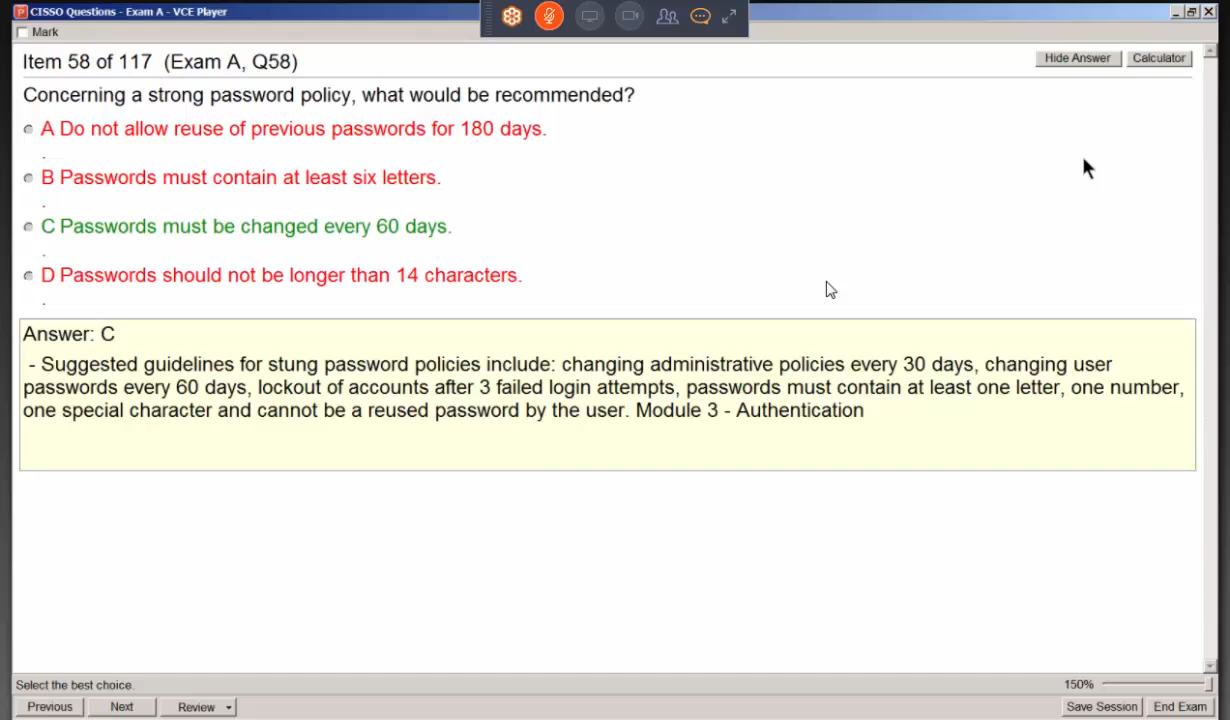 CISSO Questions - Exam A - VCE Player
Mark
Item 58 of 117 (Exam A, Q58)
Hide Answer
Calculator
Concerning a strong password policy, what would be recommended?
A Do not allow reuse of previous passwords for 180 days.
.
B Passwords must contain at least six letters.
.
C Passwords must be changed every 60 days.
.
D Passwords should not be longer than 14 characters.
.
Answer: C
- Suggested guidelines for stung password policies include: changing administrative policies every 30 days, changing user
passwords every 60 days, lockout of accounts after 3 failed login attempts, passwords must contain at least one letter, one number,
one special character and cannot be a reused password by the user. Module 3 - Authentication
Select the best choice.
150%
Previous
Next
Review
Save Session
End Exam